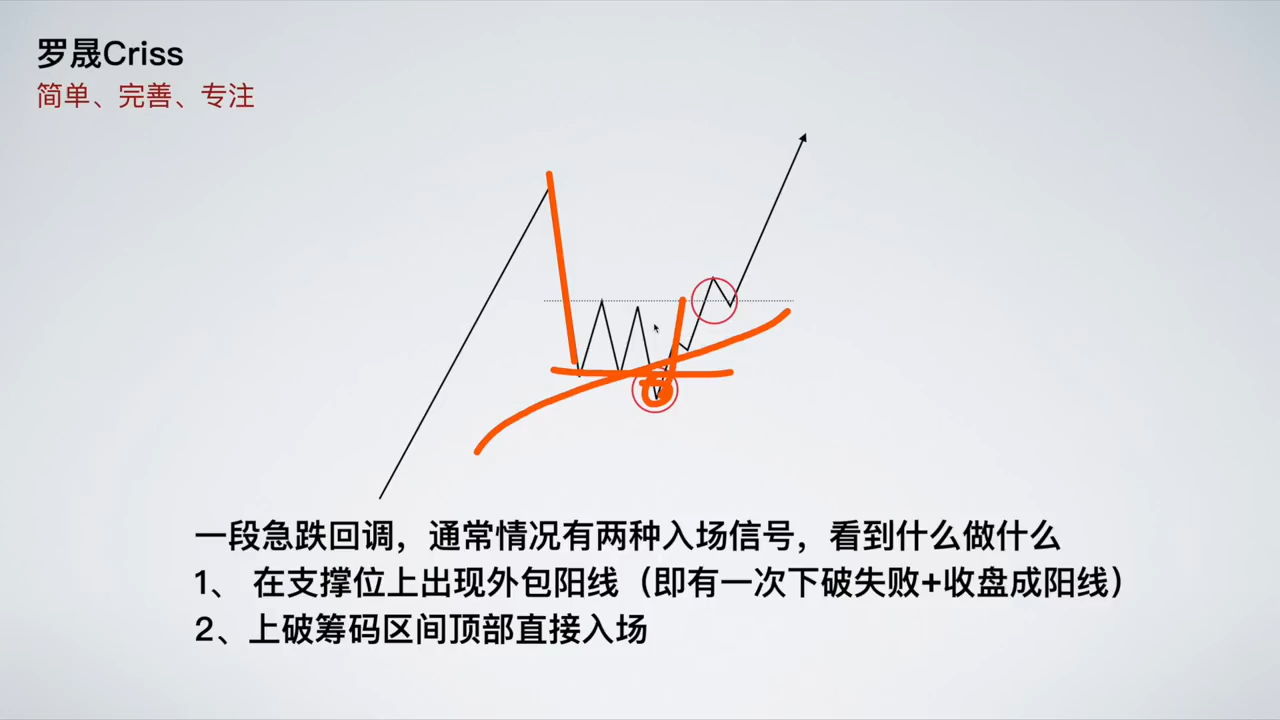 罗晟Criss
简单、完善、专注
一段急跌回调，通常情况有两种入场信号，看到什么做什么
1、 在支撑位上出现外包阳线（即有一次下破失败+收盘成阳线）
2、上破筹码区间顶部直接入场